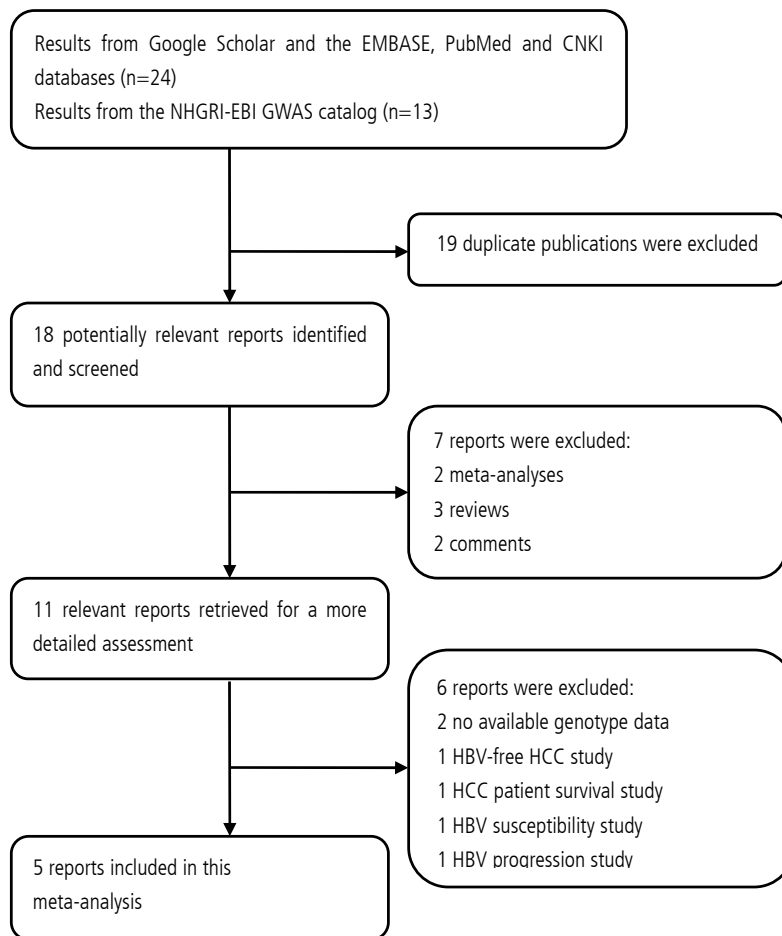 Results from Google Scholar and the EMBASE, PubMed and CNKI
databases (n=24)
Results from the NHGRI-EBI GWAS catalog (n=13)
19 duplicate publications were excluded
18 potentially relevant reports identified
and screened
7 reports were excluded:
2 meta-analyses
3 reviews
2 comments
11 relevant reports retrieved for a more
detailed assessment
6 reports were excluded:
2 no available genotype data
1 HBV-free HCC study
1 HCC patient survival study
1 HBV susceptibility study
1 HBV progression study
5 reports included in this
meta-analysis